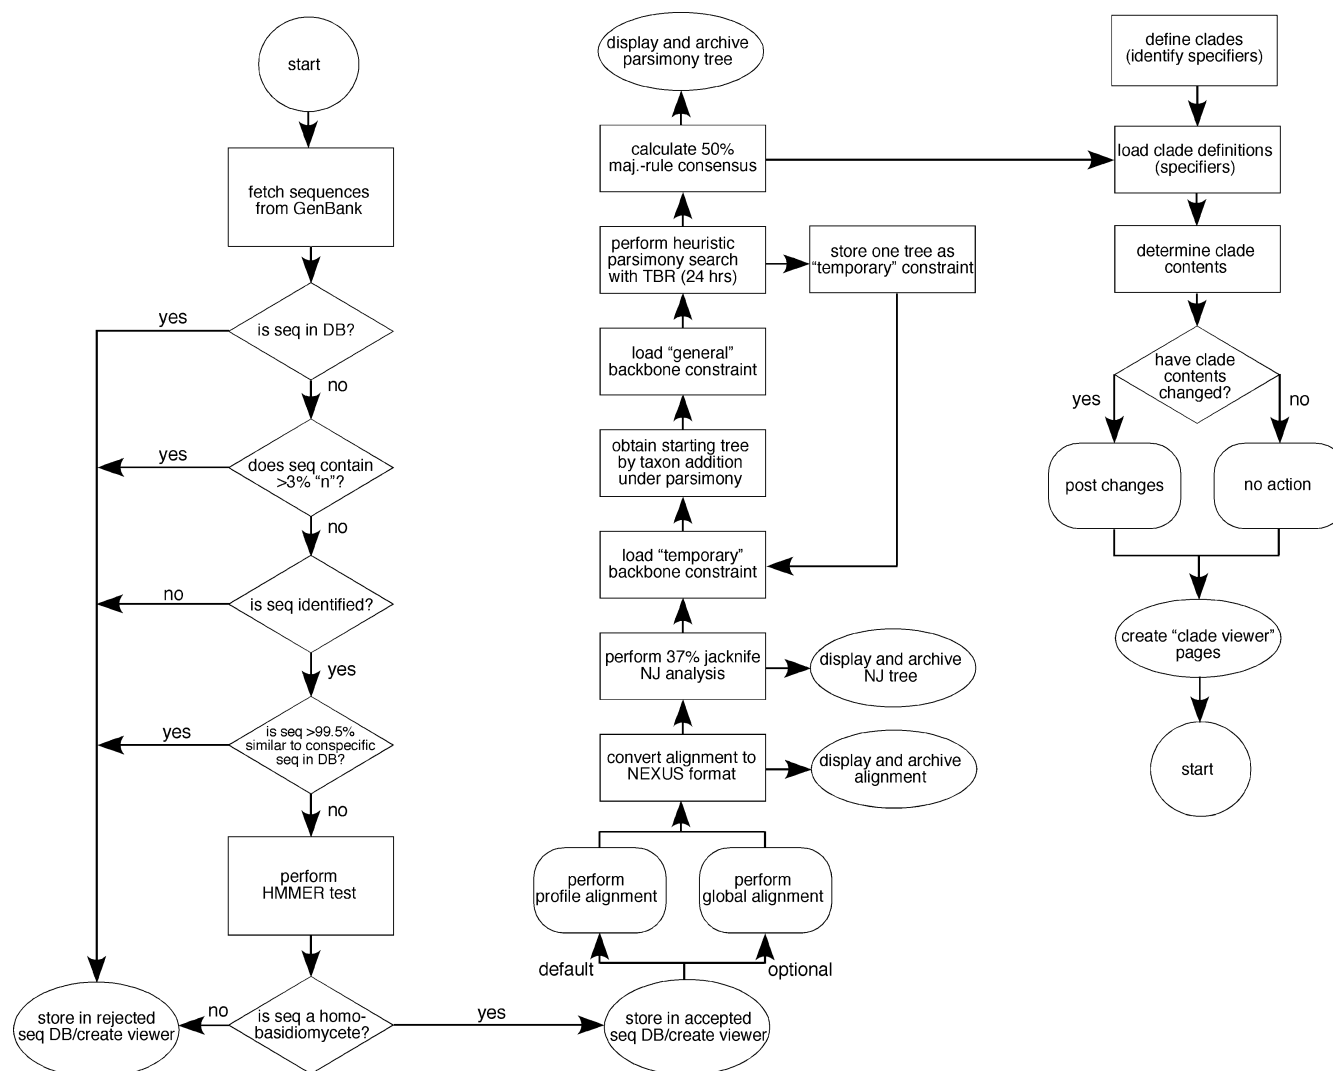 start
fetch sequences
from GenBank
is seq in DB?
yes
no
does seq contain
>3% “n”?
yes
no
is seq identified?
no
yes
is seq >99.5%
similar to conspecific
seq in DB?
yes
no
perform
HMMER test
is seq a homo-
basidiomycete?
no
yes
store in rejected
seq DB/create viewer
store in accepted
seq DB/create viewer
default
optional
perform
profile alignment
perform
global alignment
convert alignment to
NEXUS format
display and archive
alignment
perform 37% jacknife
NJ analysis
display and archive
NJ tree
load “temporary”
backbone constraint
obtain starting tree
by taxon addition
under parsimony
load “general”
backbone constraint
perform heuristic
parsimony search
with TBR (24 hrs)
store one tree as
“temporary” constraint
calculate 50%
maj.-rule consensus
display and archive
parsimony tree
define clades
(identify specifiers)
load clade definitions
(specifiers)
determine clade
contents
have clade
contents
changed?
yes
no
post changes
no action
create “clade viewer”
pages
start